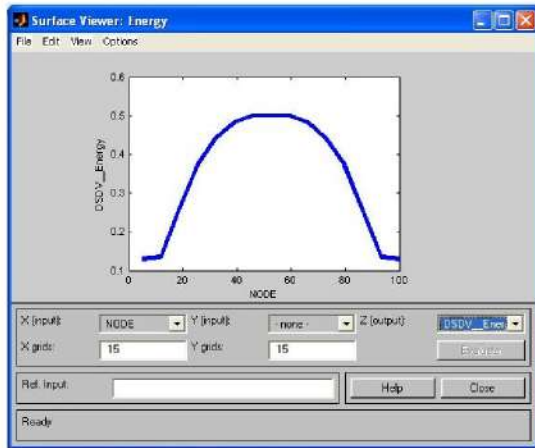 Surface Viewer: Energy
File Edit View Options
0.6
0.5
0.4
0.3
0.2
0.1
DSDV__Energy
0 20 40 60 80 100
NODE
X (input): NODE Y (input): - none - Z (output): DSDV__Ener
X grids: 15 Y grids: 15 Evaluate
Ref. Input: Help Close
Ready